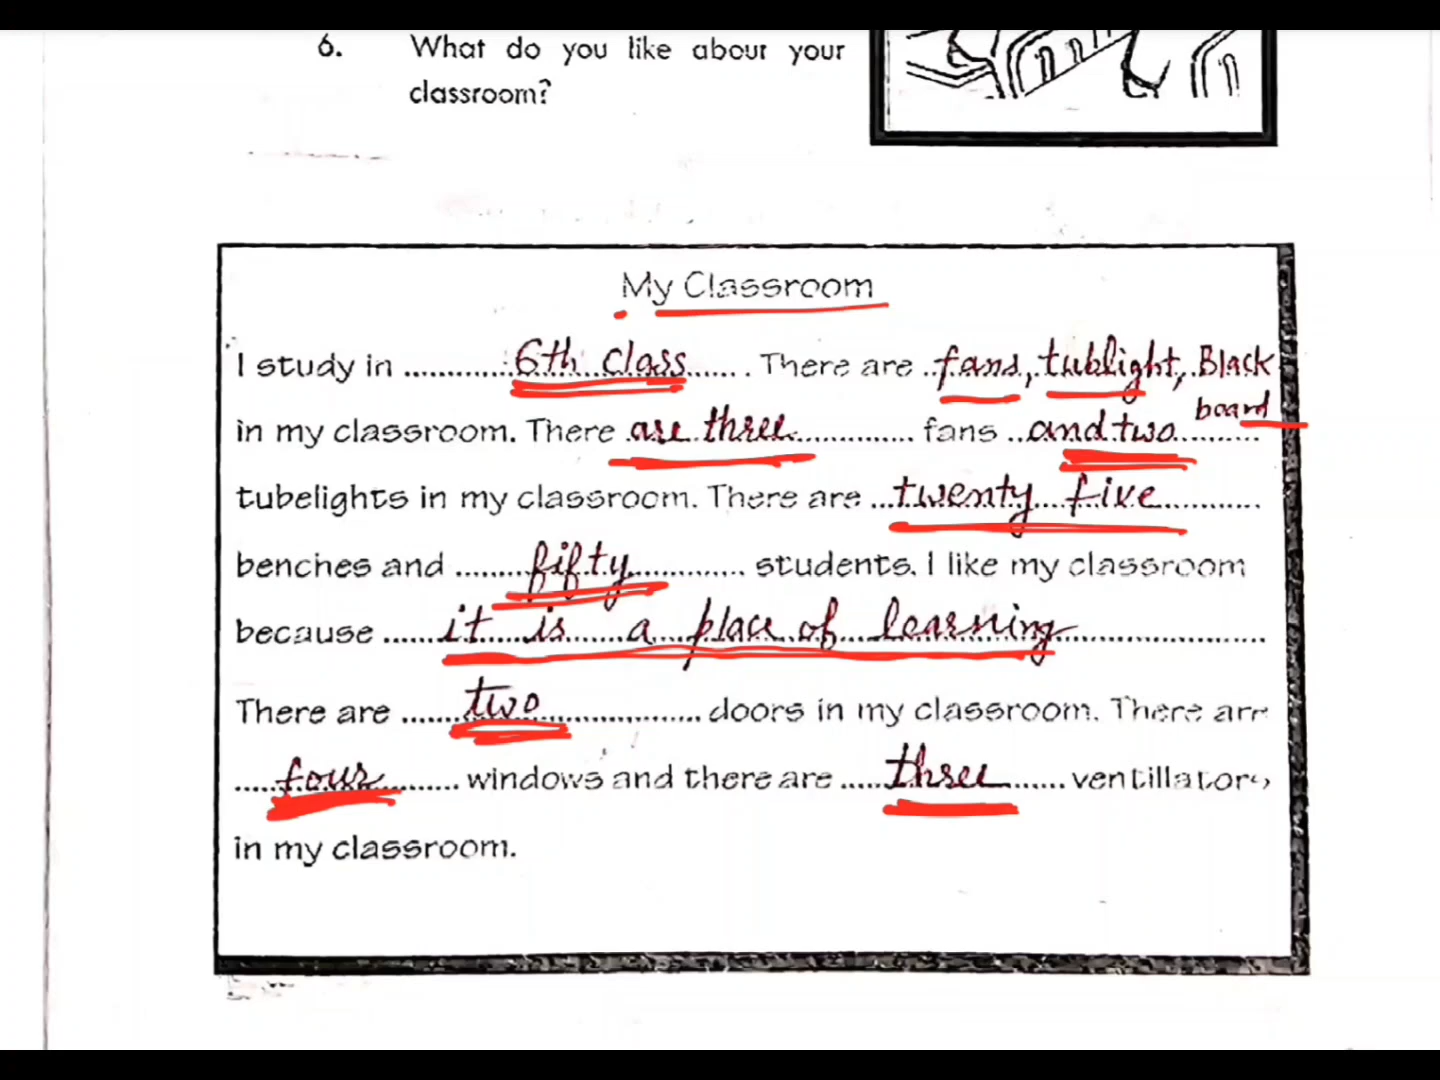 6. What do you like about your
classroom?
My Classroom
I study in ..........6th class....... . There are ..fans, tublight, Black
board
in my classroom. There are three............. fans ..and two..........
tubelights in my classroom. There are ...twenty five............
benches and ........fifty............ students. I like my classroom
because ......it is a place of learning......................
There are .......two................ doors in my classroom. There are
.....four......... windows and there are .....three....... ventillators
in my classroom.